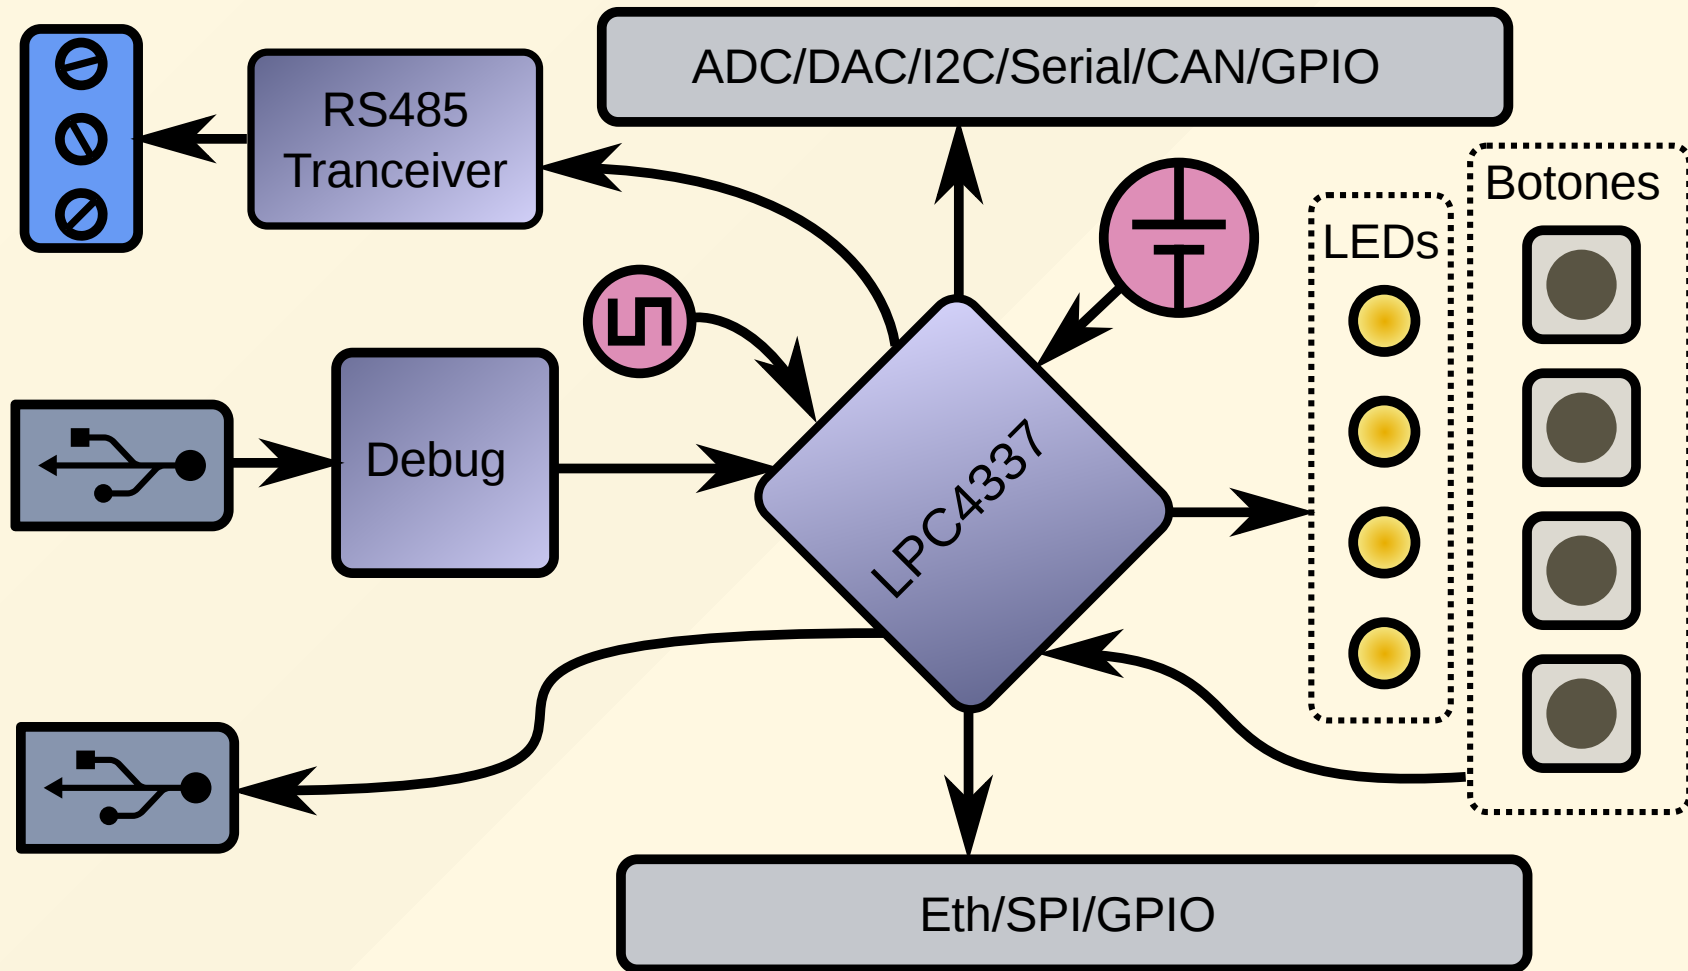 ADC/DAC/I2C/Serial/CAN/GPIO
RS485
Tranceiver
Botones
LEDs
Debug
LPC4337
Eth/SPI/GPIO